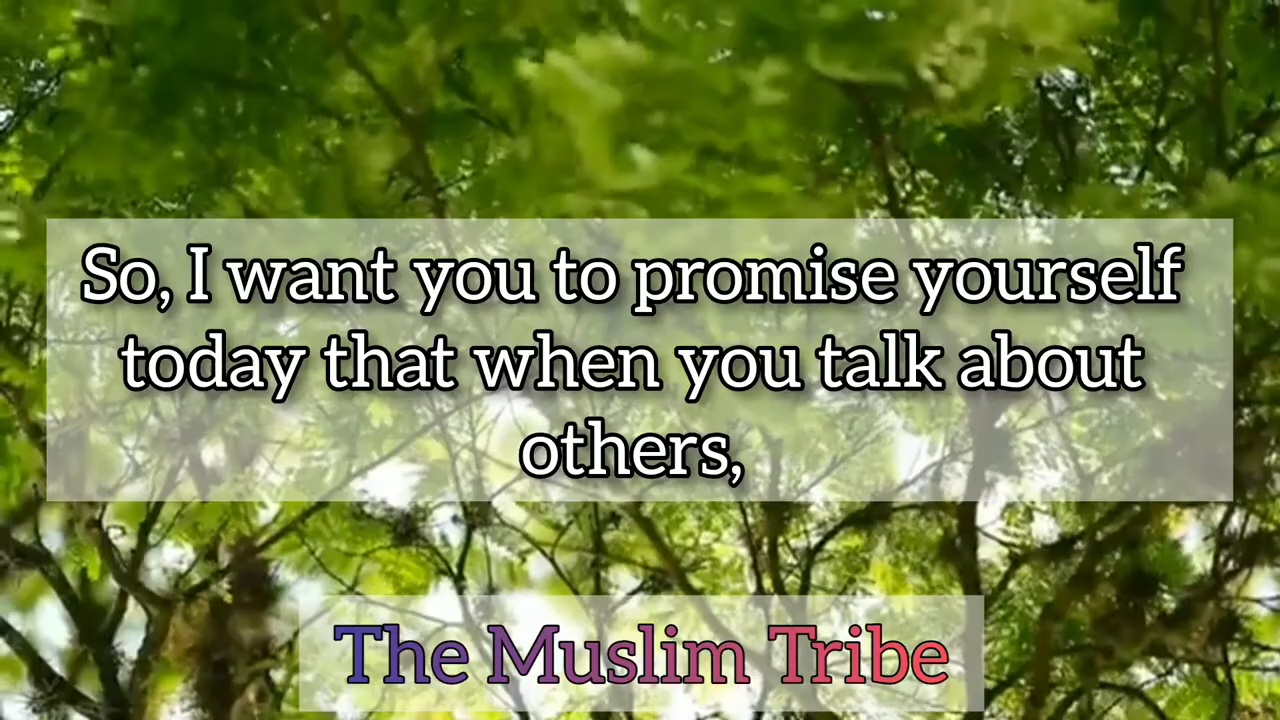 So, I want you to promise yourself
today that when you talk about
others,
The Muslim Tribe